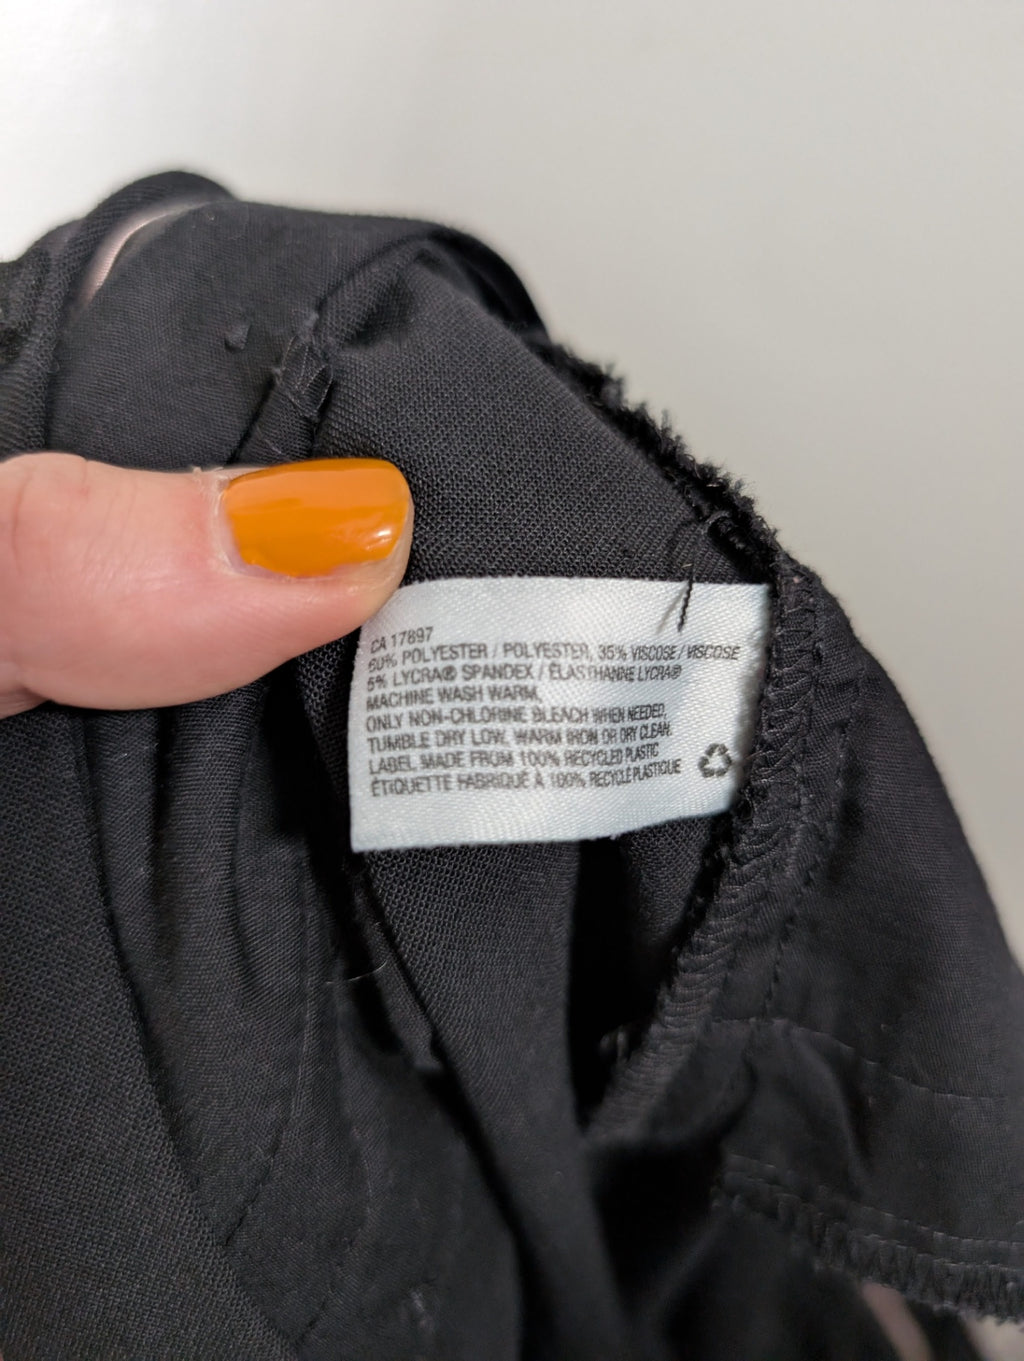 CA 17897
60% POLYESTER / POLYESTER, 35% VISCOSE / VISCOSE
5% LYCRA® SPANDEX / ÉLASTHANNE LYCRA®
MACHINE WASH WARM,
ONLY NON-CHLORINE BLEACH WHEN NEEDED,
TUMBLE DRY LOW, WARM IRON OR DRY CLEAN.
LABEL MADE FROM 100% RECYCLED PLASTIC
ÉTIQUETTE FABRIQUÉ À 100% RECYCLÉ PLASTIQUE